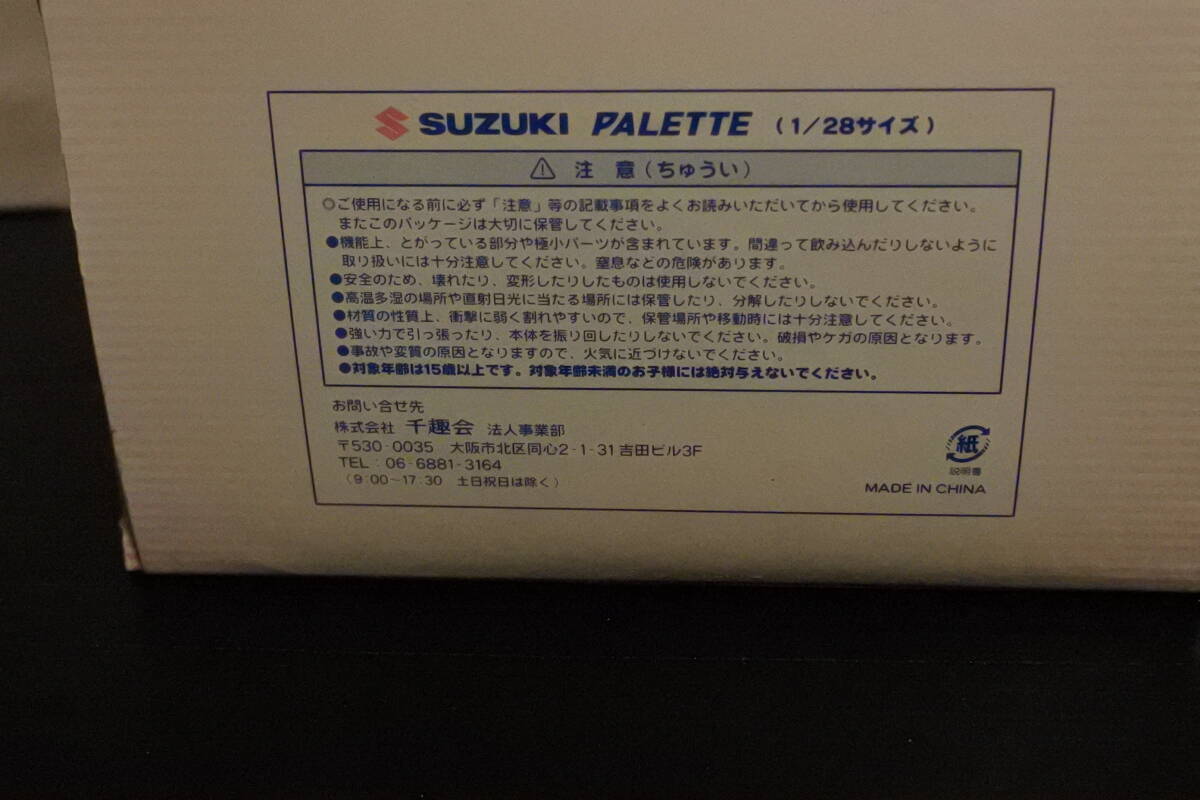 SUZUKI PALETTE (1/28サイズ)
注 意(ちゅうい)
◎ご使用になる前に必ず「注意」等の記載事項をよくお読みいただいてから使用してください。
またこのパッケージは大切に保管してください。
●機能上、とがっている部分や極小パーツが含まれています。間違って飲み込んだりしないように
取り扱いには十分注意してください。窒息などの危険があります。
●安全のため、壊れたり、変形したりしたものは使用しないでください。
●高温多湿の場所や直射日光に当たる場所には保管したり、分解したりしないでください。
●材質の性質上、衝撃に弱く割れやすいので、保管場所や移動時には十分注意してください。
●強い力で引っ張ったり、本体を振り回したりしないでください。破損やケガの原因となります。
●事故や変質の原因となりますので、火気に近づけないでください。
●対象年齢は15歳以上です。対象年齢未満のお子様には絶対与えないでください。
お問い合せ先
株式会社 千趣会 法人事業部
〒530-0035 大阪市北区同心2-1-31吉田ビル3F
TEL:06-6881-3164
(9:00~17:30 土日祝日は除く)
紙
説明書
MADE IN CHINA